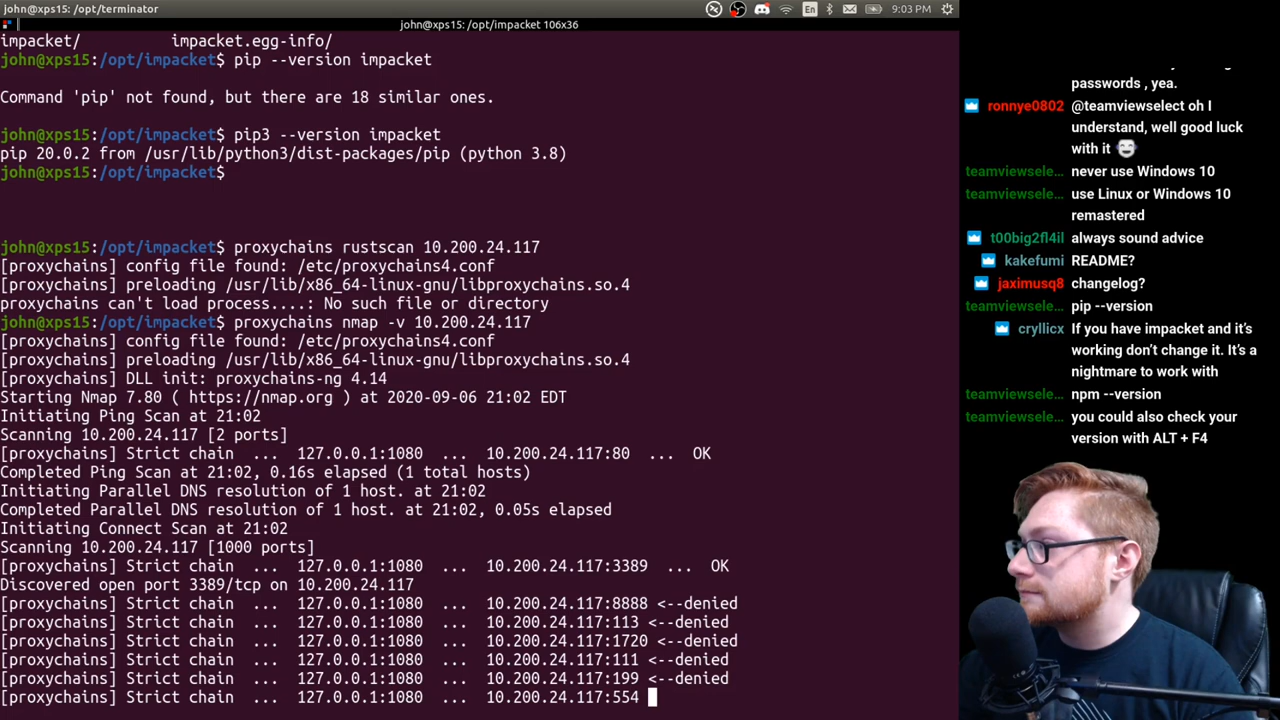 john@xps15: /opt/terminator
En
9:03 PM
john@xps15: /opt/impacket 106x36
impacket/ impacket.egg-info/
john@xps15:/opt/impacket$ pip --version impacket
Command 'pip' not found, but there are 18 similar ones.
john@xps15:/opt/impacket$ pip3 --version impacket
pip 20.0.2 from /usr/lib/python3/dist-packages/pip (python 3.8)
john@xps15:/opt/impacket$
john@xps15:/opt/impacket$ proxychains rustscan 10.200.24.117
[proxychains] config file found: /etc/proxychains4.conf
[proxychains] preloading /usr/lib/x86_64-linux-gnu/libproxychains.so.4
proxychains can't load process....: No such file or directory
john@xps15:/opt/impacket$ proxychains nmap -v 10.200.24.117
[proxychains] config file found: /etc/proxychains4.conf
[proxychains] preloading /usr/lib/x86_64-linux-gnu/libproxychains.so.4
[proxychains] DLL init: proxychains-ng 4.14
Starting Nmap 7.80 ( https://nmap.org ) at 2020-09-06 21:02 EDT
Initiating Ping Scan at 21:02
Scanning 10.200.24.117 [2 ports]
[proxychains] Strict chain ... 127.0.0.1:1080 ... 10.200.24.117:80 ... OK
Completed Ping Scan at 21:02, 0.16s elapsed (1 total hosts)
Initiating Parallel DNS resolution of 1 host. at 21:02
Completed Parallel DNS resolution of 1 host. at 21:02, 0.05s elapsed
Initiating Connect Scan at 21:02
Scanning 10.200.24.117 [1000 ports]
[proxychains] Strict chain ... 127.0.0.1:1080 ... 10.200.24.117:3389 ... OK
Discovered open port 3389/tcp on 10.200.24.117
[proxychains] Strict chain ... 127.0.0.1:1080 ... 10.200.24.117:8888 <--denied
[proxychains] Strict chain ... 127.0.0.1:1080 ... 10.200.24.117:113 <--denied
[proxychains] Strict chain ... 127.0.0.1:1080 ... 10.200.24.117:1720 <--denied
[proxychains] Strict chain ... 127.0.0.1:1080 ... 10.200.24.117:111 <--denied
[proxychains] Strict chain ... 127.0.0.1:1080 ... 10.200.24.117:199 <--denied
[proxychains] Strict chain ... 127.0.0.1:1080 ... 10.200.24.117:554
passwords , yea.
ronnye0802 @teamviewselect oh I
understand, well good luck
with it
teamviewsele... never use Windows 10
teamviewsele... use Linux or Windows 10
remastered
t00big2fl4il always sound advice
kakefumi README?
jaximusq8 changelog?
teamviewsele... pip --version
cryllicx If you have impacket and it's
working don't change it. It's a
nightmare to work with
teamviewsele... npm --version
teamviewsele... you could also check your
version with ALT + F4